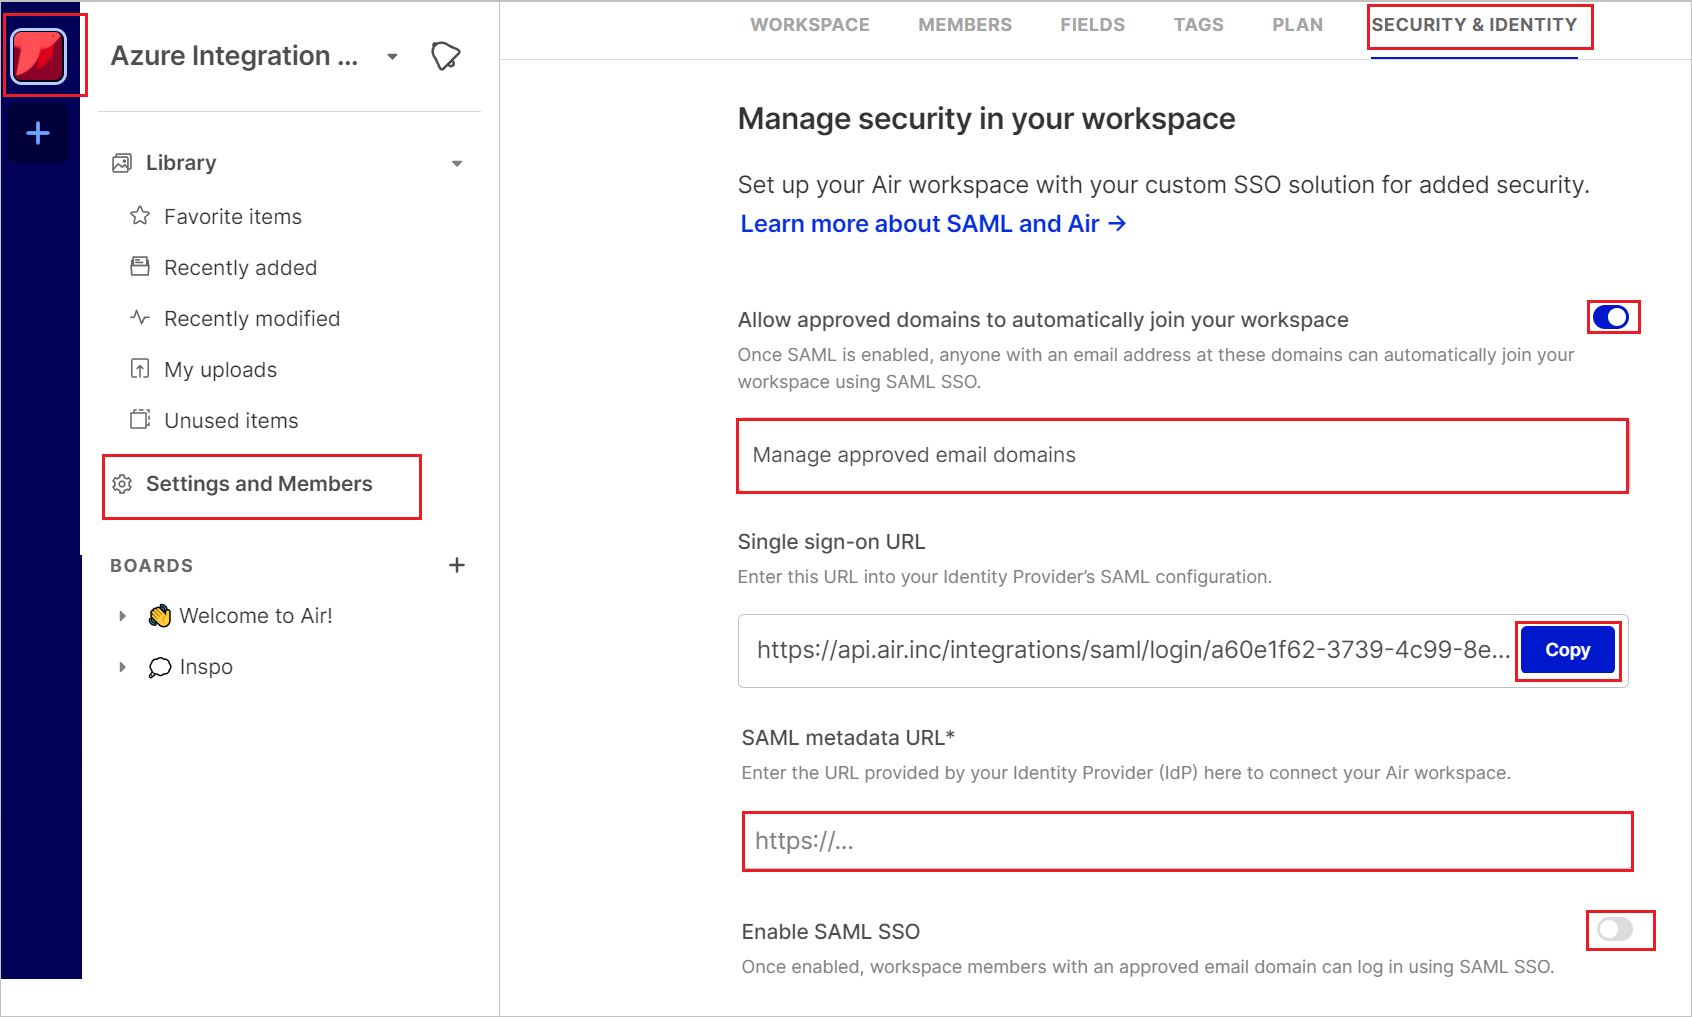 Azure Integration ...
Library
Favorite items
Recently added
Recently modified
My uploads
Unused items
Settings and Members
BOARDS
Welcome to Air!
Inspo
WORKSPACE MEMBERS FIELDS TAGS PLAN SECURITY & IDENTITY
Manage security in your workspace
Set up your Air workspace with your custom SSO solution for added security.
Learn more about SAML and Air →
Allow approved domains to automatically join your workspace
Once SAML is enabled, anyone with an email address at these domains can automatically join your
workspace using SAML SSO.
Manage approved email domains
Single sign-on URL
Enter this URL into your Identity Provider’s SAML configuration.
https://api.air.inc/integrations/saml/login/a60e1f62-3739-4c99-8e... Copy
SAML metadata URL*
Enter the URL provided by your Identity Provider (IdP) here to connect your Air workspace.
https://...
Enable SAML SSO
Once enabled, workspace members with an approved email domain can log in using SAML SSO.